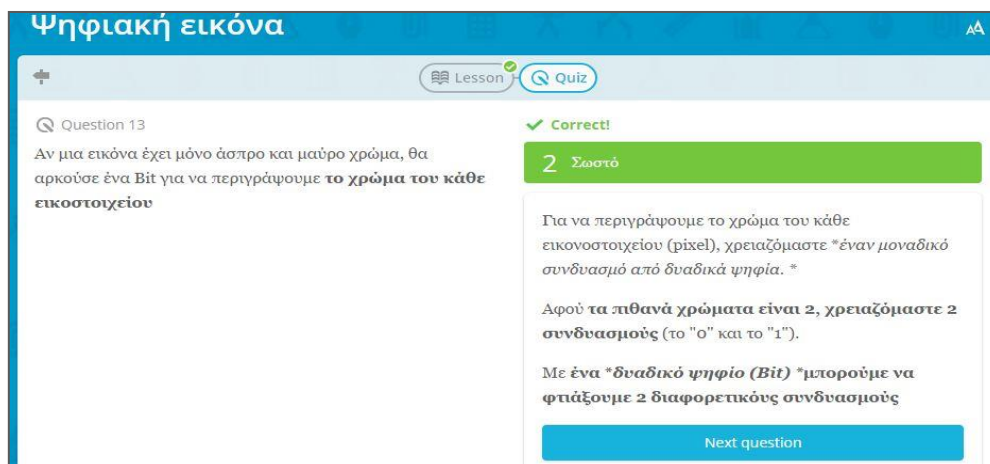 Ψηφιακή εικόνα
AA
Lesson
Quiz
Question 13
Αν μια εικόνα έχει μόνο άσπρο και μαύρο χρώμα, θα
αρκούσε ένα Bit για να περιγράψουμε το χρώμα του κάθε
εικοστοιχείου
Correct!
2 Σωστό
Για να περιγράψουμε το χρώμα του κάθε
εικονοστοιχείου (pixel), χρειαζόμαστε *έναν μοναδικό
συνδυασμό από δυαδικά ψηφία. *
Αφού τα πιθανά χρώματα είναι 2, χρειαζόμαστε 2
συνδυασμούς (το "0" και το "1").
Με ένα *δυαδικό ψηφίο (Bit) *μπορούμε να
φτιάξουμε 2 διαφορετικόυς συνδυασμούς
Next question